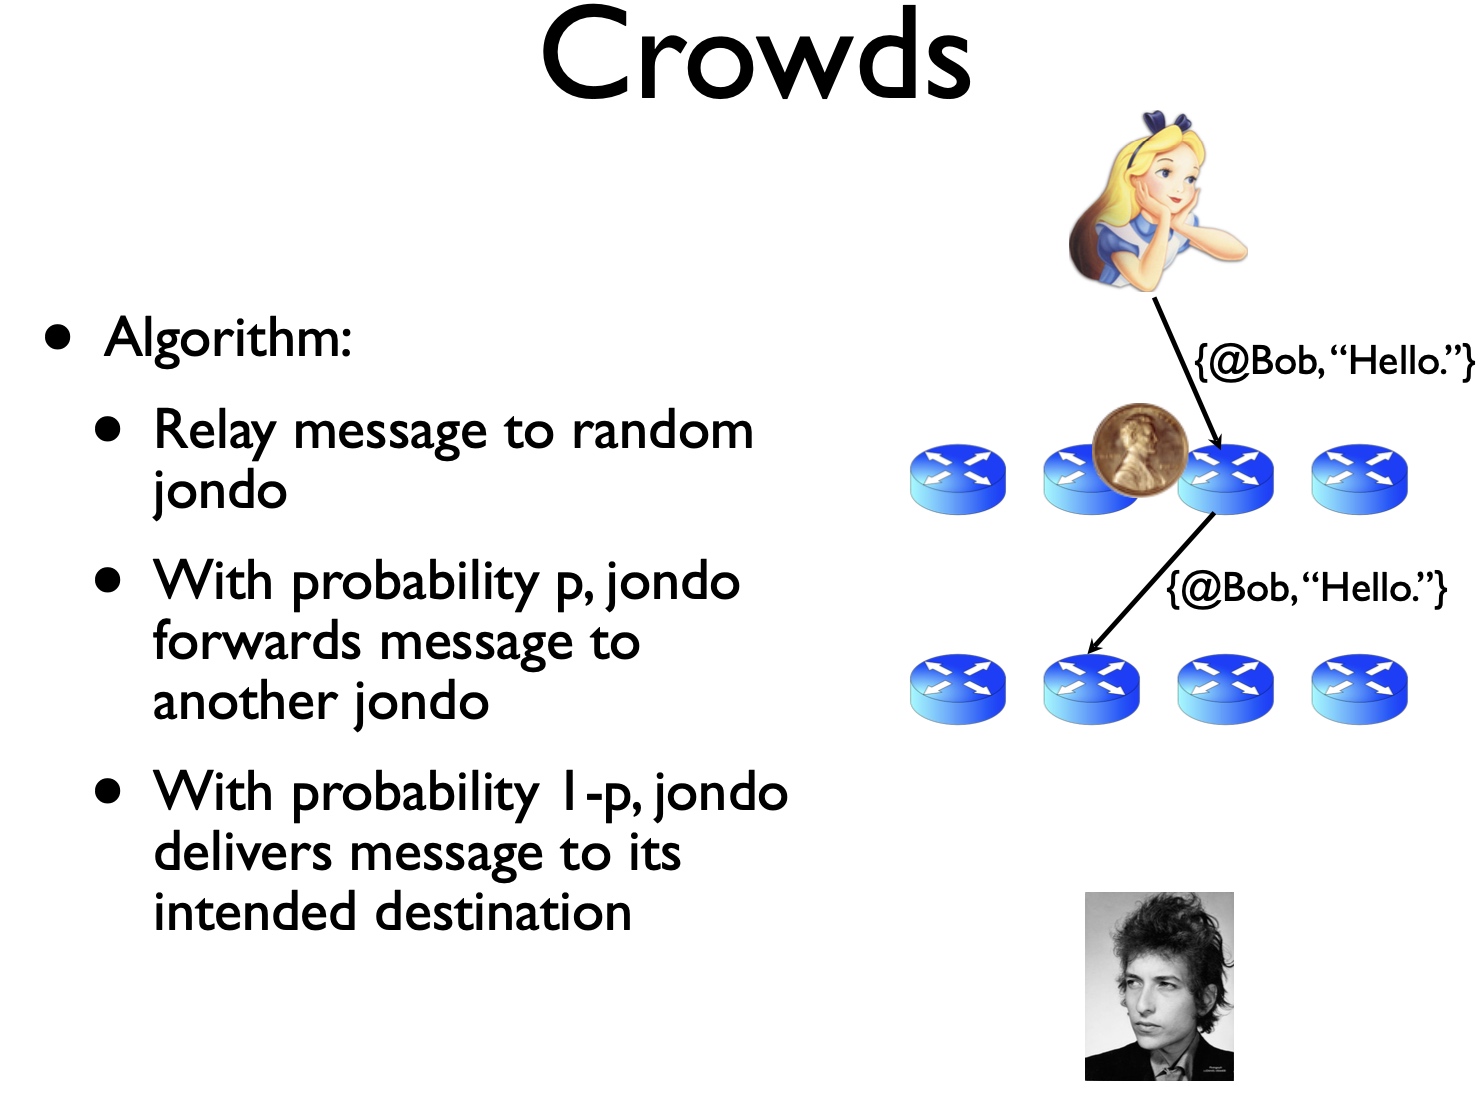 Crowds
Algorithm:
Relay message to random
jondo
With probability p, jondo
forwards message to
another jondo
With probability 1-p, jondo
delivers message to its
intended destination
{@Bob, “Hello.”}
{@Bob, “Hello.”}